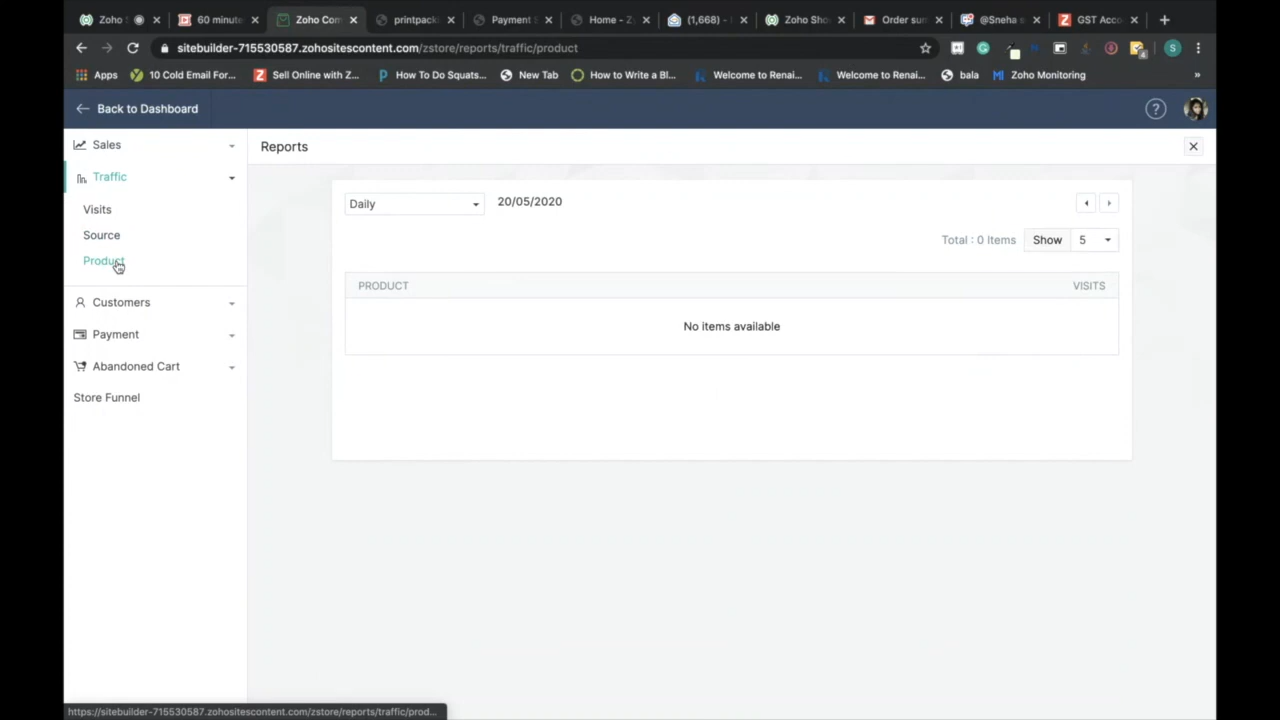 Zoho S
60 minute
Zoho Com
printpack
Payment S
Home - Z
(1,668) -
Zoho Sho
Order sum
@Sneha
GST Acco
sitebuilder-715530587.zohositescontent.com/zstore/reports/traffic/product
S
4
Apps
10 Cold Email For...
Sell Online with Z...
How To Do Squats...
New Tab
How to Write a Bl...
Welcome to Renai...
Welcome to Renai...
bala
Zoho Monitoring
»
Back to Dashboard
?
Sales
Reports
Traffic
Daily
20/05/2020
Visits
Source
Total : 0 Items
Show
5
Product
PRODUCT
VISITS
Customers
No items available
Payment
Abandoned Cart
Store Funnel
https://sitebuilder-715530587.zohositescontent.com/zstore/reports/traffic/prod...